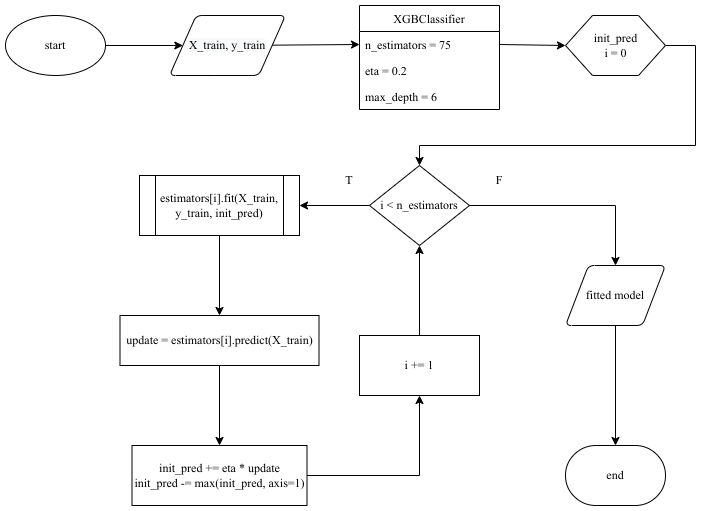 start
X_train, y_train
XGBClassifier
n_estimators = 75
eta = 0.2
max_depth = 6
init_pred
i = 0
T
F
estimators[i].fit(X_train,
y_train, init_pred)
i < n_estimators
fitted model
update = estimators[i].predict(X_train)
i += 1
init_pred += eta * update
init_pred -= max(init_pred, axis=1)
end